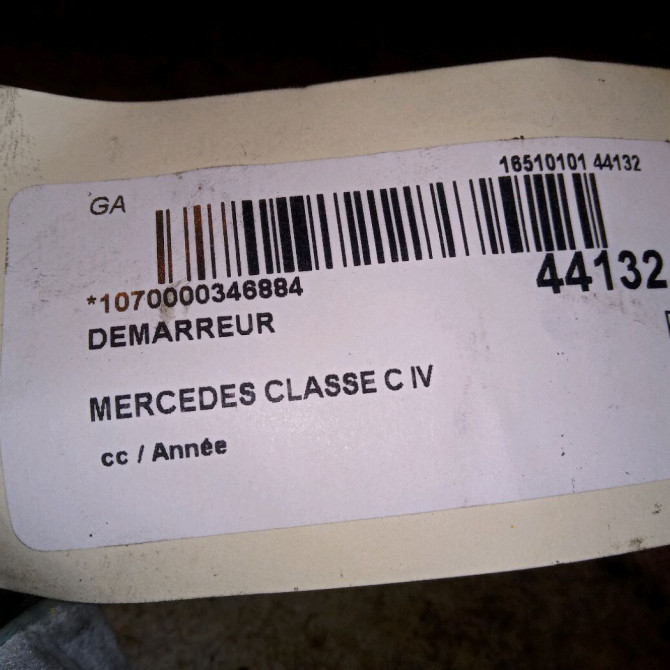 16510101 44132
GA
*1070000346884
44132
DEMARREUR
MERCEDES CLASSE C IV
cc / Année